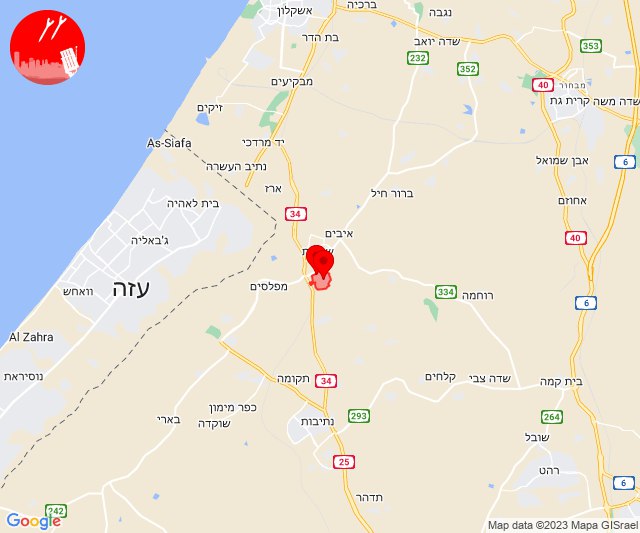 אשקלון
ברכיה
נגבה
שדה יואב
בת הדר
232
352
353
40
מבחור
קרית גת
שדה משה
מבקיעים
זיקים
As-Siafa
יד מרדכי
נתיב העשרה
ארז
בית לאהיה
ברור חיל
אבן שמואל
6
אחוזם
34
איבים
40
ג'באליה
עזה
וואחש
מפלסים
334
רוחמה
6
Al Zahra
נוסיראת
תקומה
34
קלחים
שדה צבי
בית קמה
כפר מימון
שוקדה
בארי
293
נתיבות
264
שובל
25
רהט
6
תדהר
242
Google
Map data ©2023 Mapa GISrael